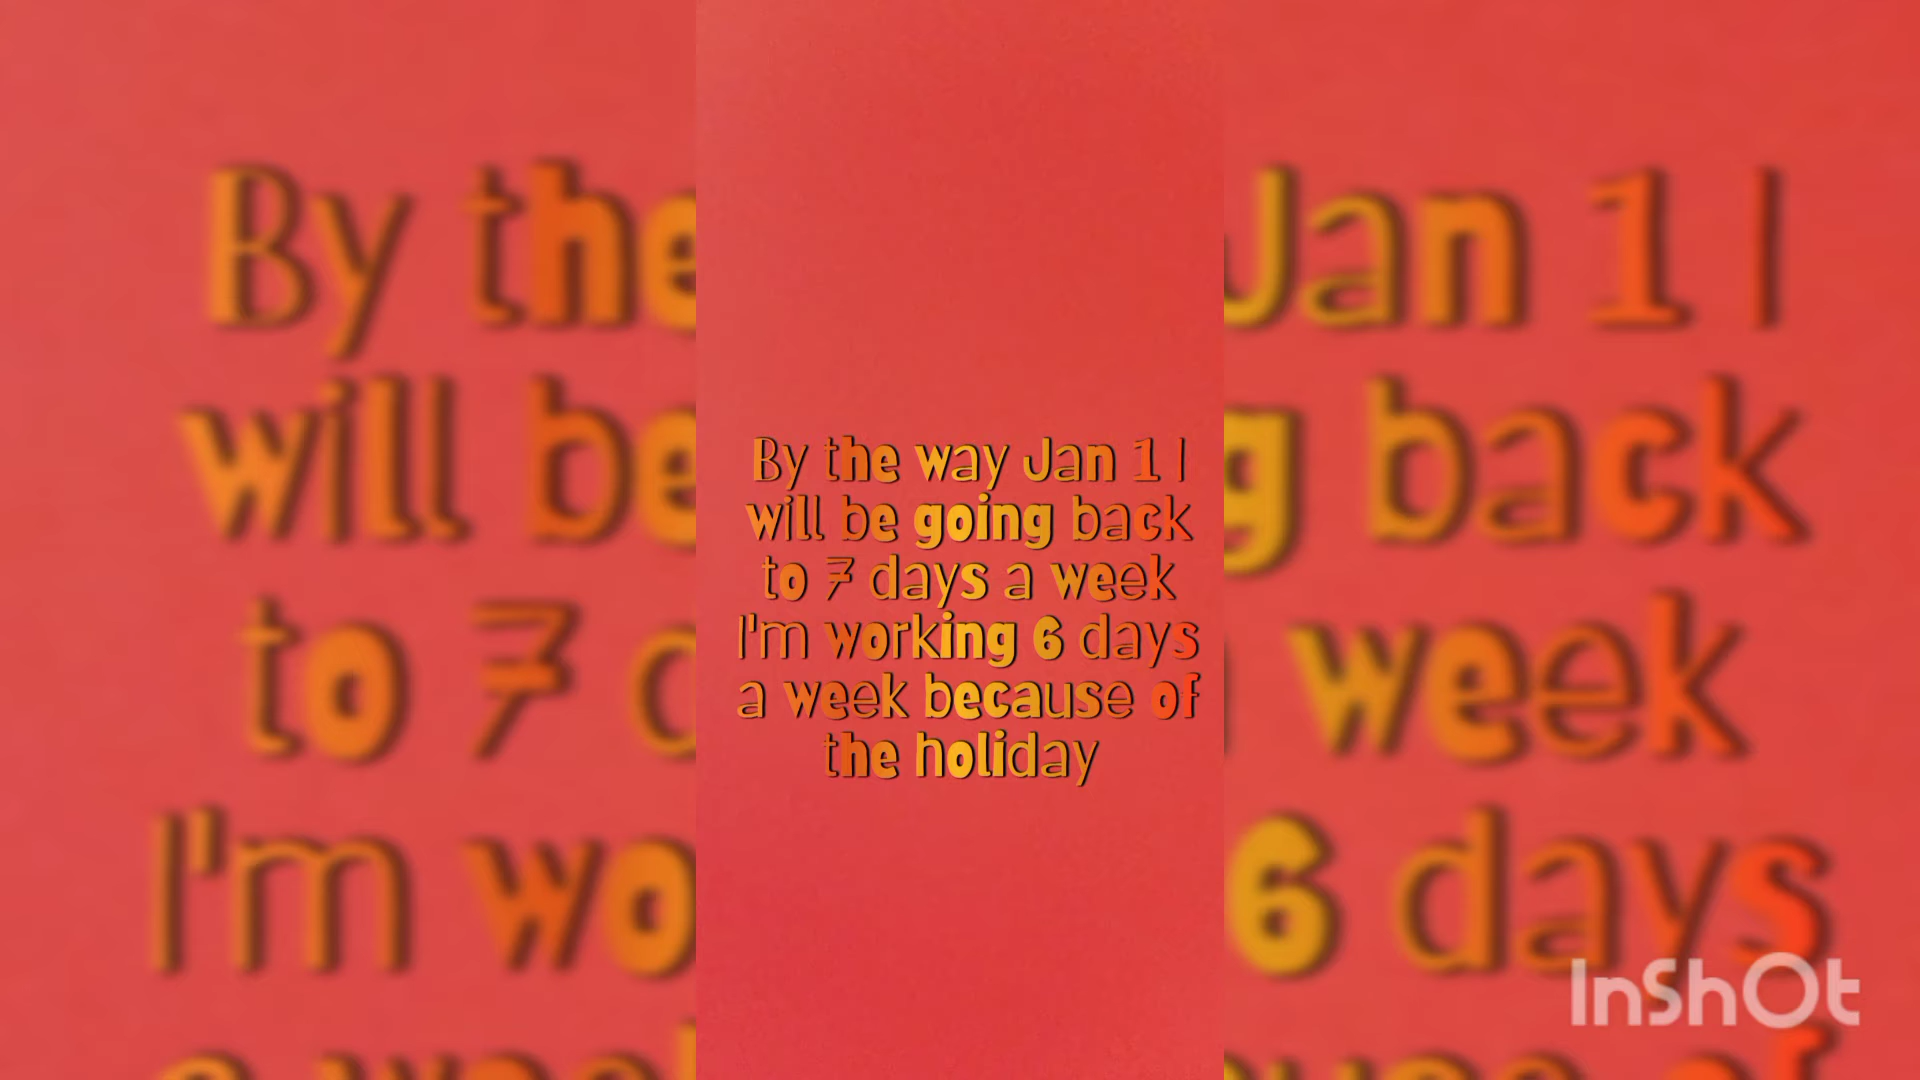 By the way Jan 1 I
will be going back
to 7 days a week
I'm working 6 days
a week because of
the holiday
InShOt